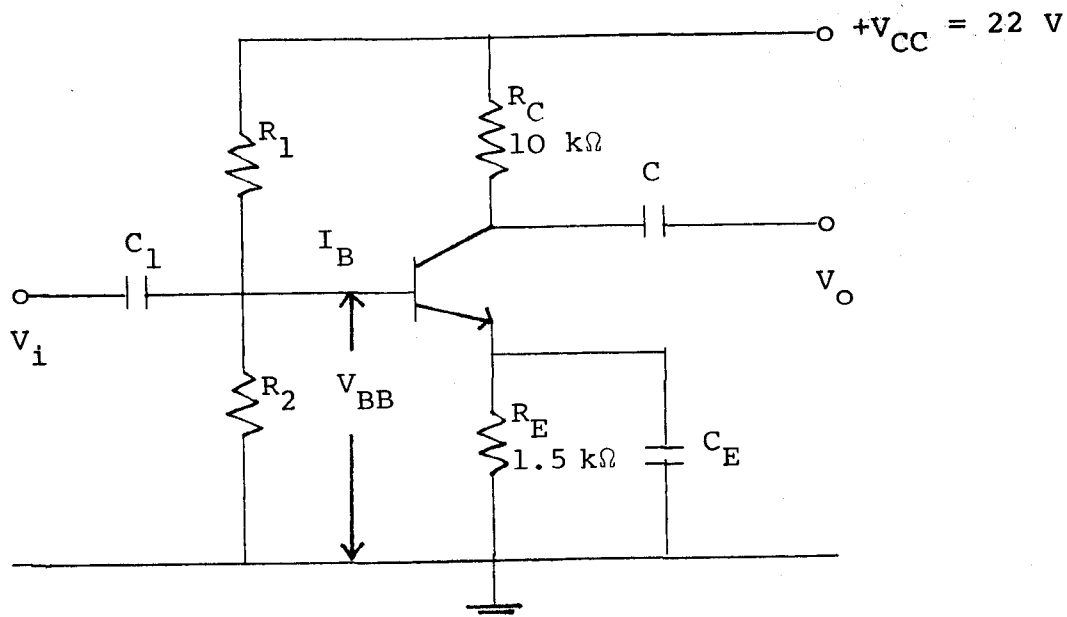 +V_CC = 22 V
R_C
10 kΩ
R_1
C
C_1
I_B
V_o
V_i
R_2
V_BB
R_E
1.5 kΩ
C_E